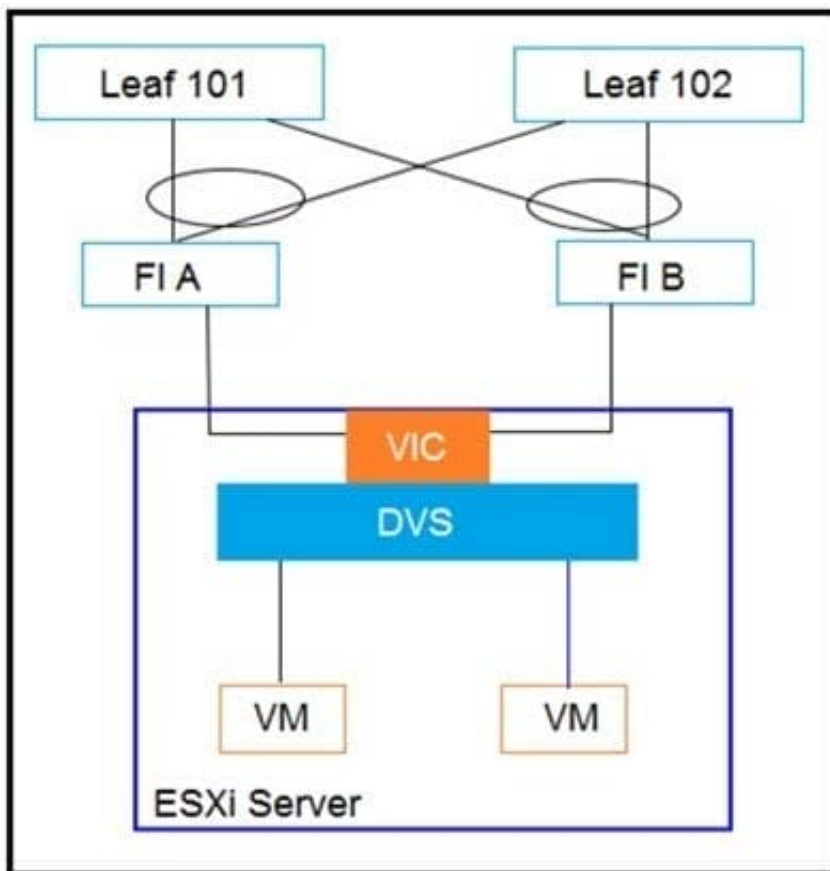 Leaf 101
Leaf 102
FI A
FI B
VIC
DVS
VM
VM
ESXi Server